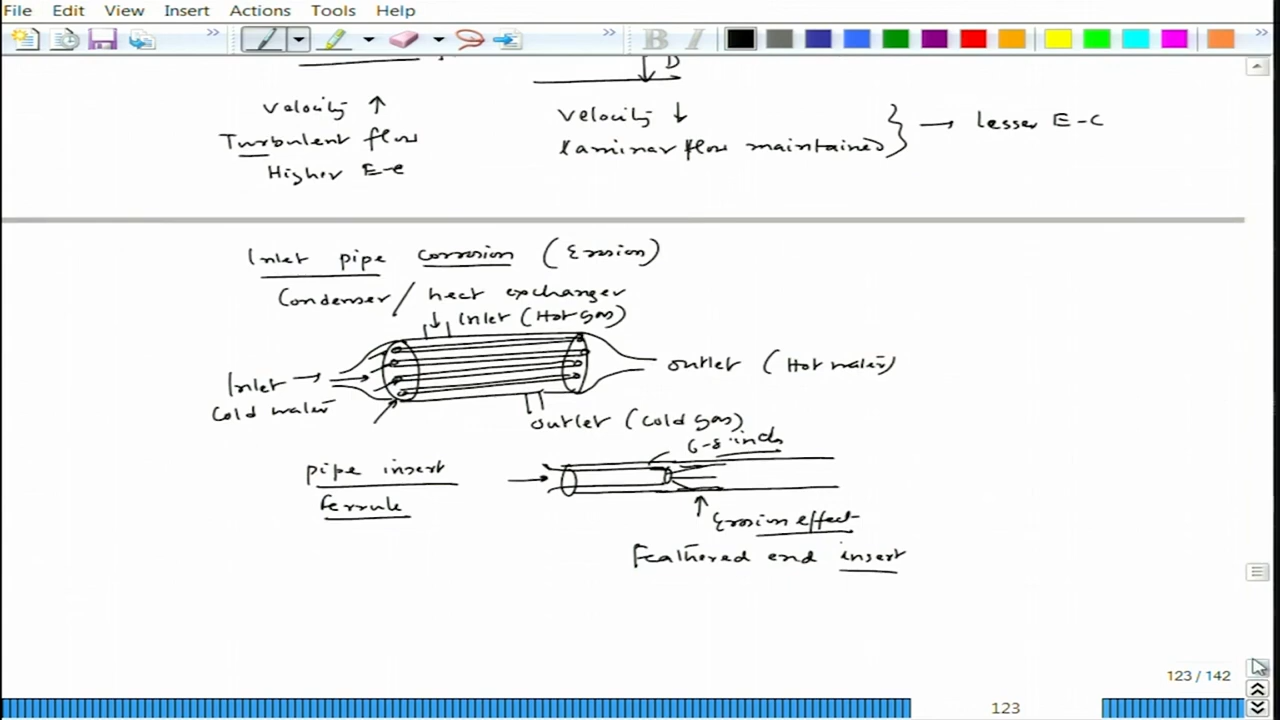 File Edit View Insert Actions Tools Help
B I
D
Velocity ↑
Turbulent flow
Higher E-C
Velocity ↓
laminar flow maintained } → lesser E-C
Inlet pipe corrosion (Erosion)
Condenser / heat exchanger
Inlet (Hot gas)
Inlet →
Cold water
outlet (Hot water)
outlet (cold gas)
6-8 inch
pipe insert
Ferrule
Erosion effect
Feathered end insert
123 / 142
123